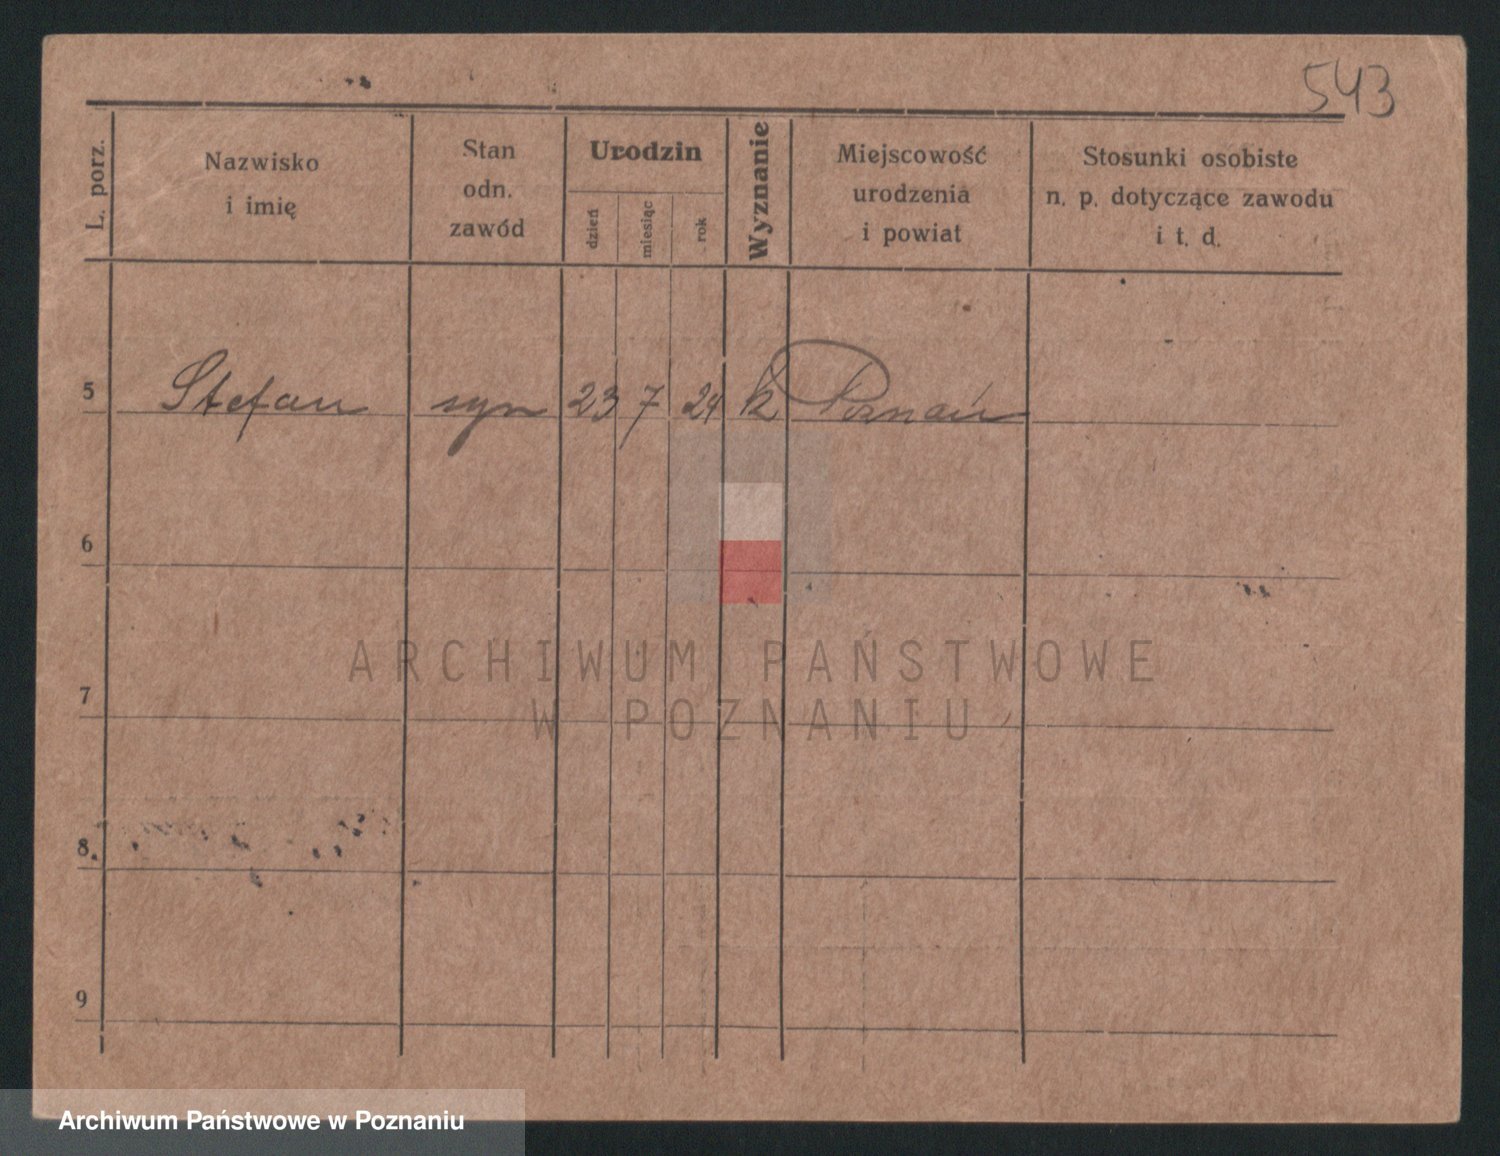 543
L. porz.
Nazwisko
i imię
Stan
odn.
zawód
Urodzin
dzień
miesiąc
rok
Wyznanie
Miejscowość
urodzenia
i powiat
Stosunki osobiste
n. p. dotyczące zawodu
i t. d.
5 Stefan syn 23 7 24 k Poznań
6
7
8
9
ARCHIWUM PAŃSTWOWE
W POZNANIU
Archiwum Państwowe w Poznaniu